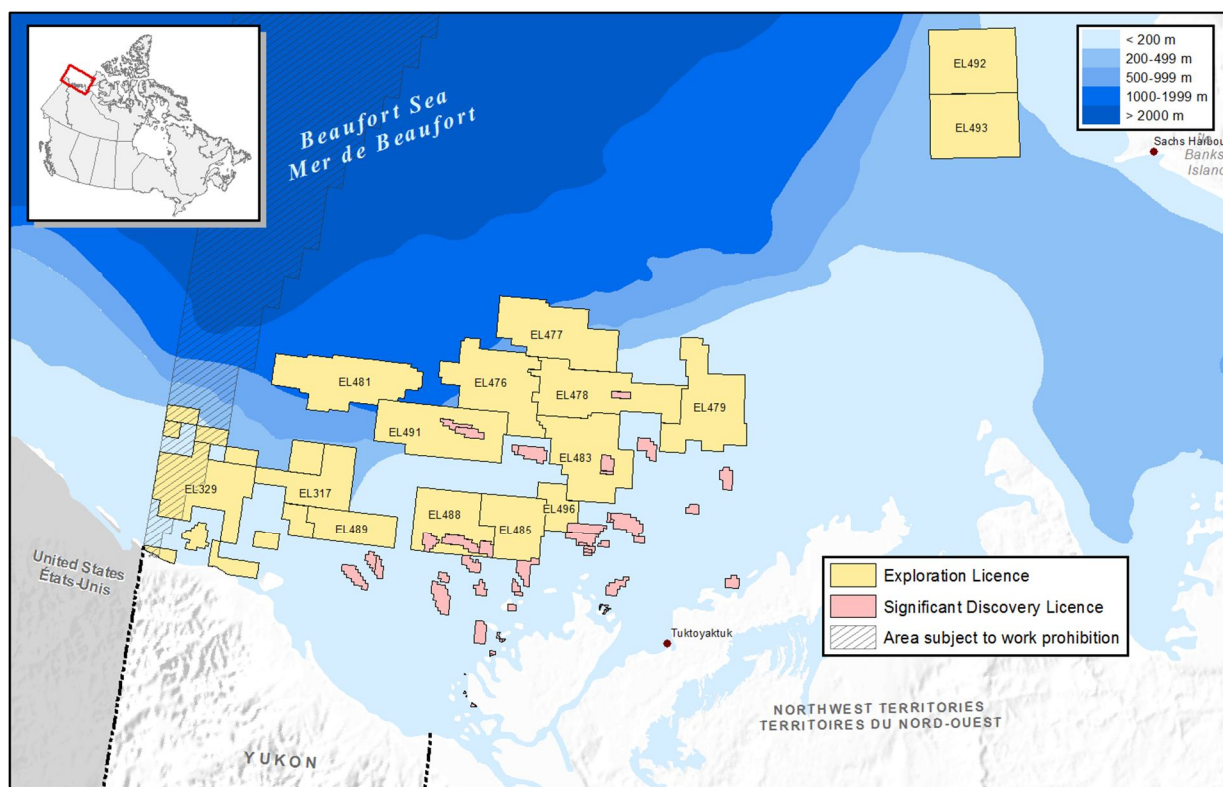 Beaufort Sea
Mer de Beaufort
EL492
EL493
< 200 m
200-499 m
500-999 m
1000-1999 m
> 2000 m
Sachs Harbou
Île
Banks
Island
EL477
EL481
EL476
EL478
EL479
EL491
EL483
EL329
EL317
EL488
EL485
EL496
EL489
United States
États-Unis
Exploration Licence
Significant Discovery Licence
Area subject to work prohibition
Tuktoyaktuk
NORTHWEST TERRITORIES
TERRITOIRES DU NORD-OUEST
YUKON